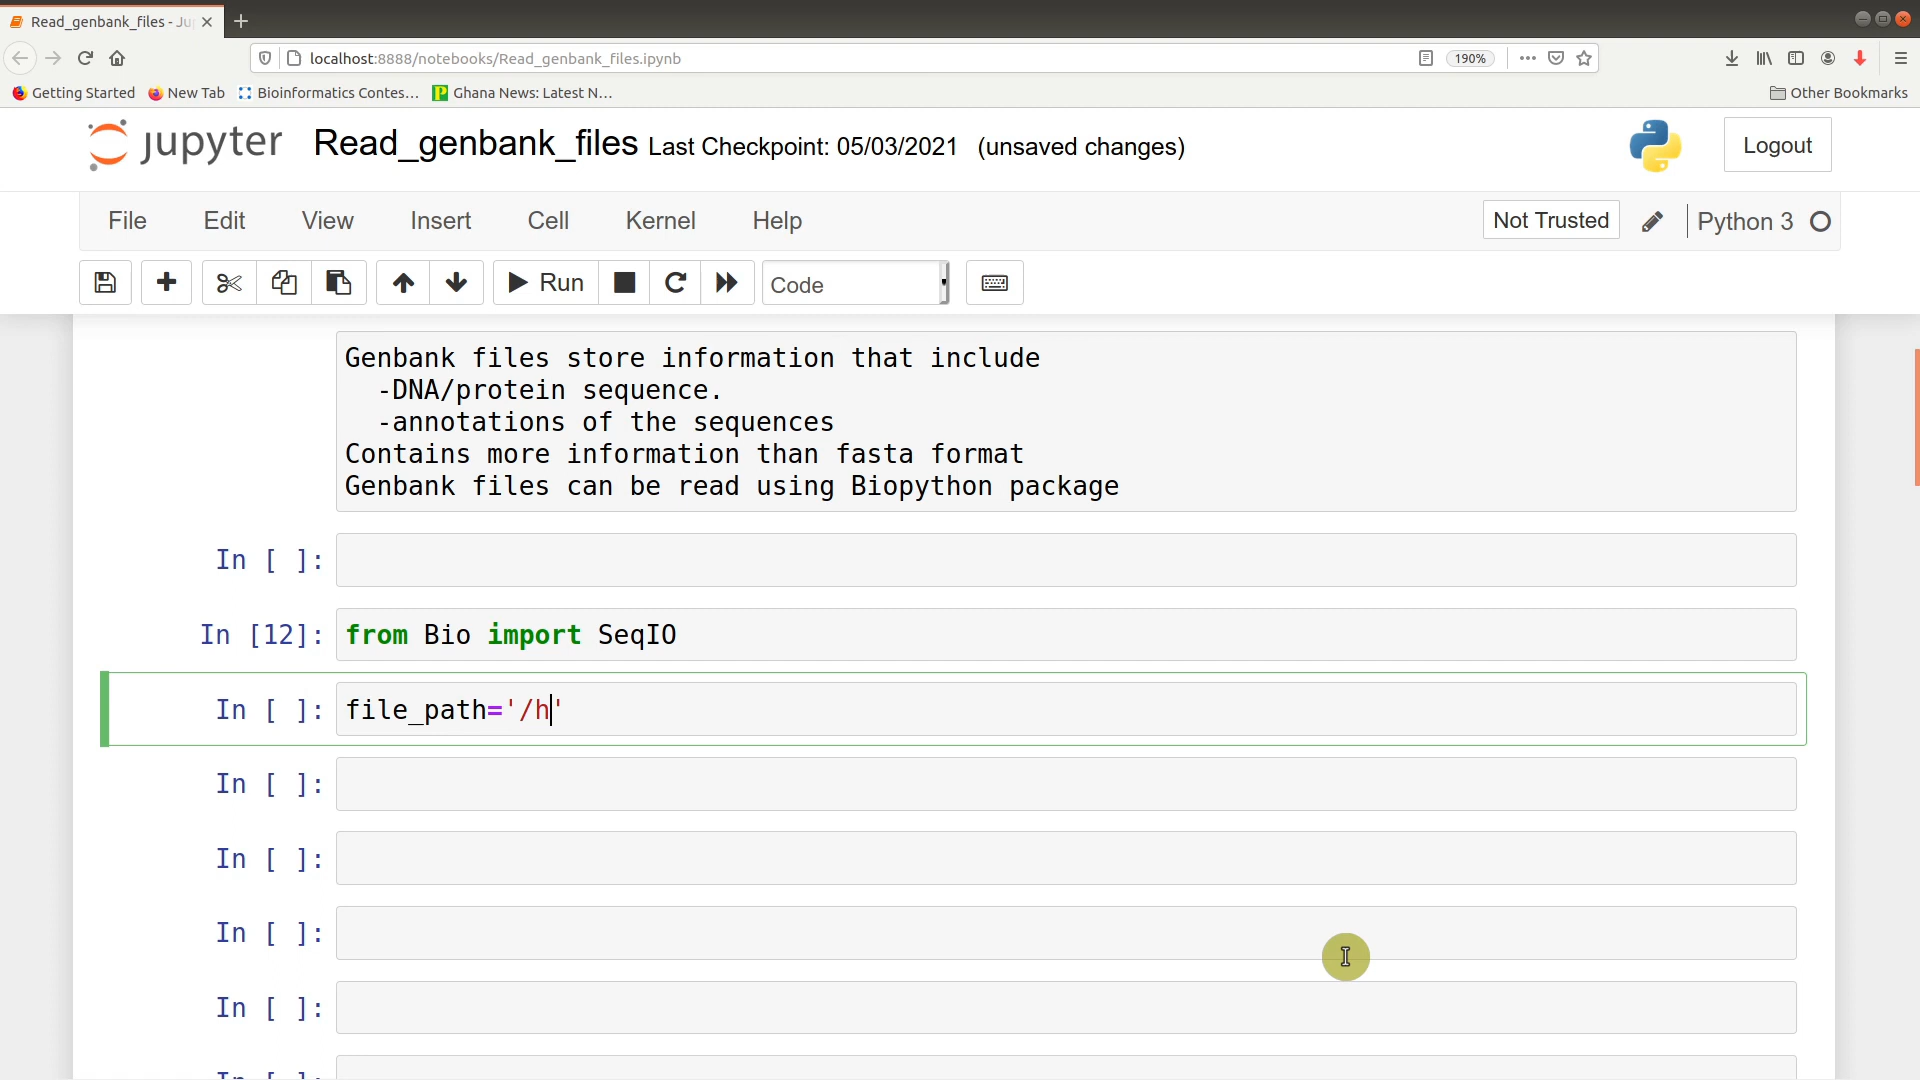 Read_genbank_files - Ju
localhost:8888/notebooks/Read_genbank_files.ipynb
190%
Getting Started
New Tab
Bioinformatics Contes...
Ghana News: Latest N...
Other Bookmarks
jupyter
Read_genbank_files Last Checkpoint: 05/03/2021 (unsaved changes)
Logout
File Edit View Insert Cell Kernel Help
Not Trusted
Python 3
Run
Code
Genbank files store information that include
-DNA/protein sequence.
-annotations of the sequences
Contains more information than fasta format
Genbank files can be read using Biopython package
In [ ]:
In [12]: from Bio import SeqIO
In [ ]: file_path='/h'
In [ ]:
In [ ]:
In [ ]:
In [ ]:
In [ ]: